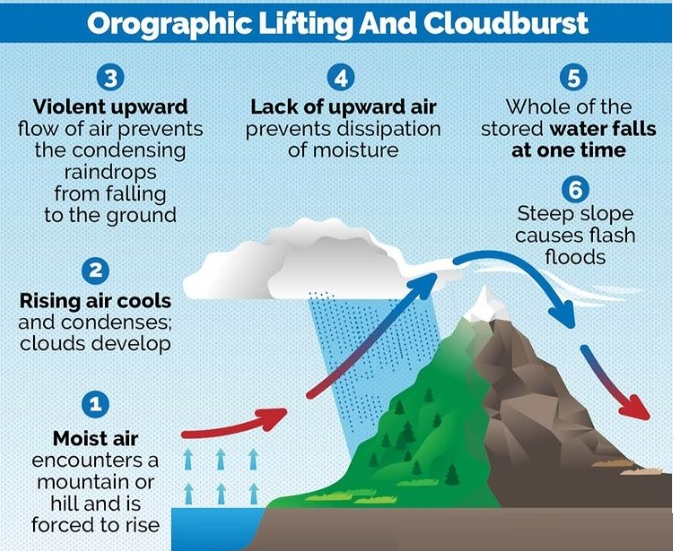 Orographic Lifting And Cloudburst
3
Violent upward
flow of air prevents
the condensing
raindrops
from falling
to the ground
4
Lack of upward air
prevents dissipation
of moisture
5
Whole of the
stored water falls
at one time
6
Steep slope
causes flash
floods
2
Rising air cools
and condenses;
clouds develop
1
Moist air
encounters a
mountain or
hill and is
forced to rise